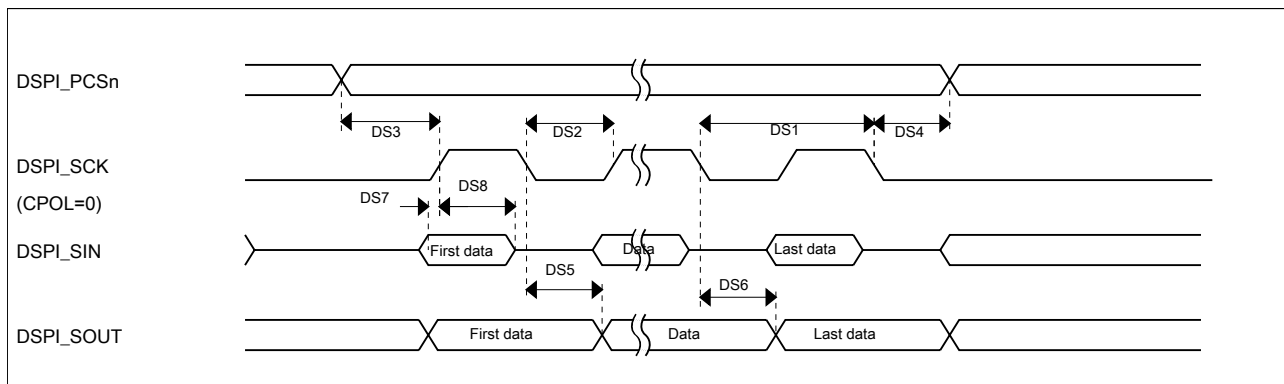 DSPI_PCSn
DS3
DS2
DS1
DS4
DSPI_SCK
(CPOL=0)
DS7
DS8
DSPI_SIN
First data
Data
Last data
DS5
DS6
DSPI_SOUT
First data
Data
Last data